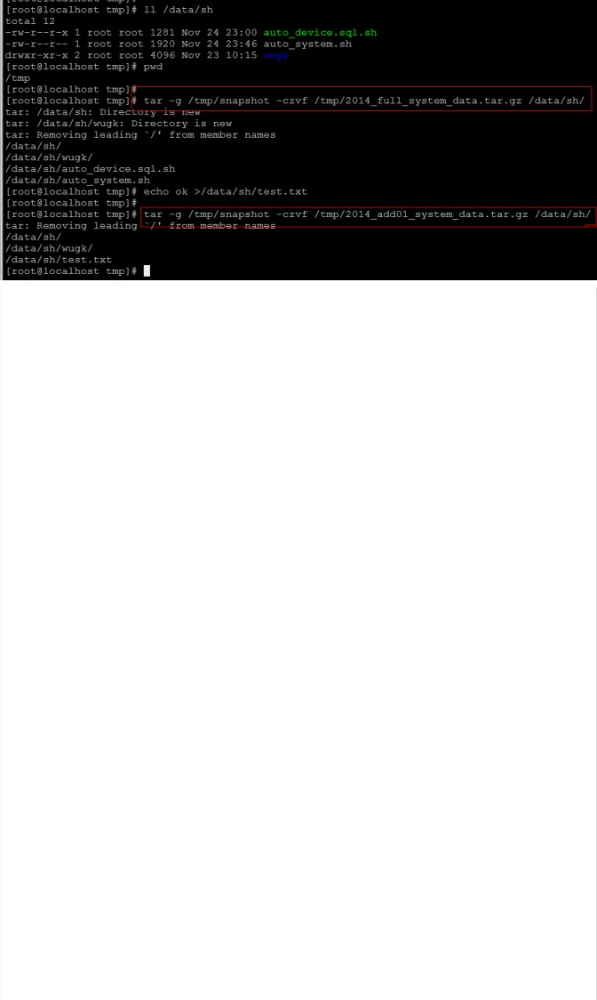 [root@localhost tmp]# ll /data/sh
total 12
-rw-r--r-x 1 root root 1281 Nov 24 23:00 auto_device.sql.sh
-rw-r--r-- 1 root root 1920 Nov 24 23:46 auto_system.sh
drwxr-xr-x 2 root root 4096 Nov 23 10:15 wugk
[root@localhost tmp]# pwd
/tmp
[root@localhost tmp]#
[root@localhost tmp]# tar -g /tmp/snapshot -czvf /tmp/2014_full_system_data.tar.gz /data/sh/
tar: /data/sh: Directory is new
tar: /data/sh/wugk: Directory is new
tar: Removing leading `/' from member names
/data/sh/
/data/sh/wugk/
/data/sh/auto_device.sql.sh
/data/sh/auto_system.sh
[root@localhost tmp]# echo ok >/data/sh/test.txt
[root@localhost tmp]#
[root@localhost tmp]# tar -g /tmp/snapshot -czvf /tmp/2014_add01_system_data.tar.gz /data/sh/
tar: Removing leading `/' from member names
/data/sh/
/data/sh/wugk/
/data/sh/test.txt
[root@localhost tmp]#